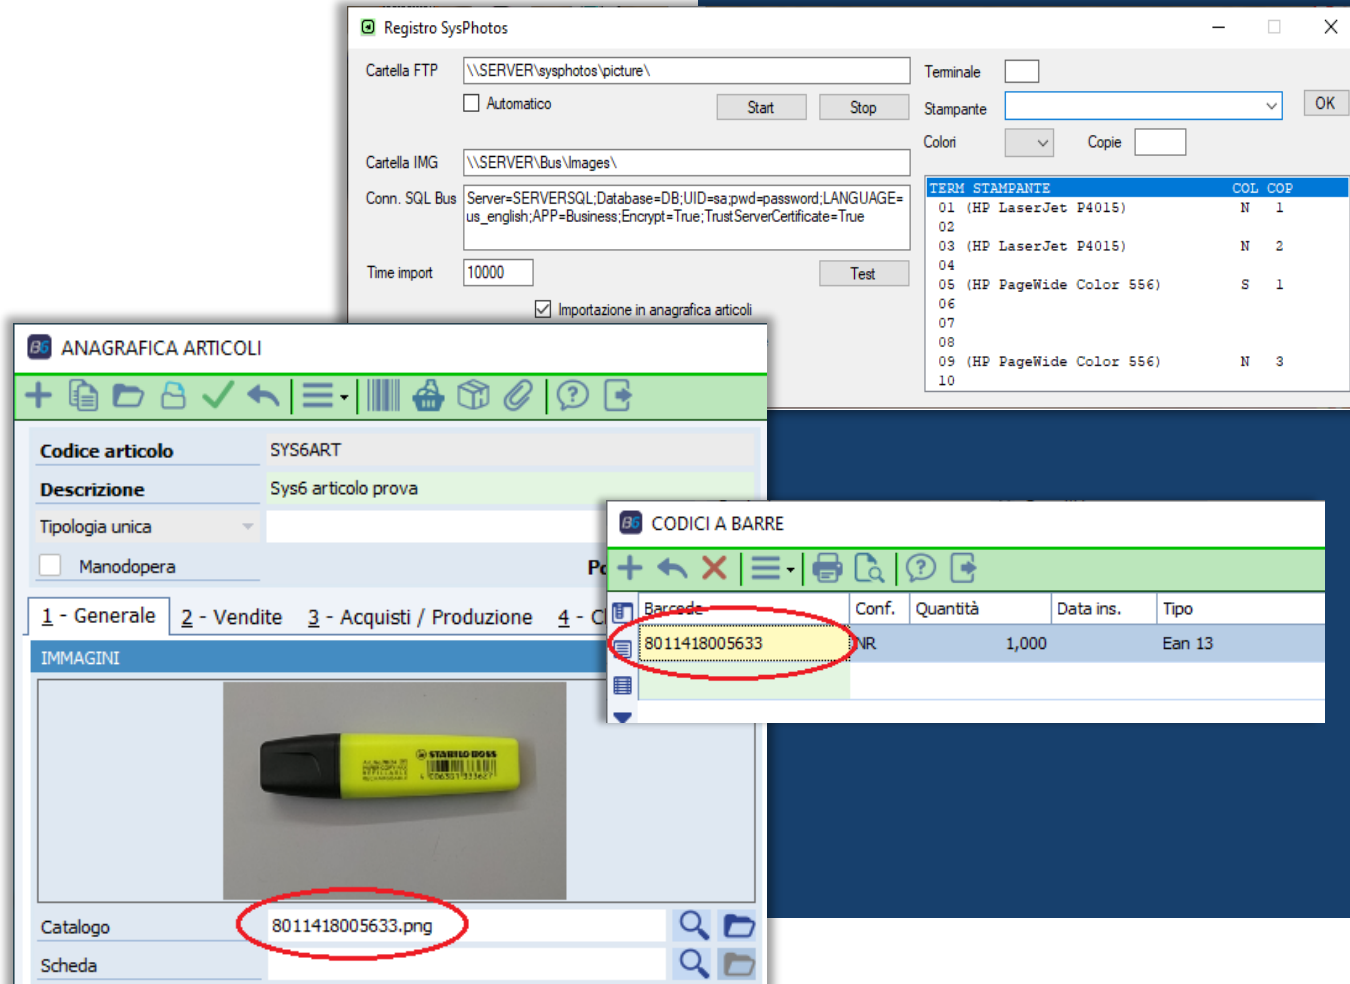 Registro SysPhotos
Cartella FTP
\\SERVER\sysphotos\picture\
Automatico
Start
Stop
Cartella IMG
\\SERVER\Bus\Images\
Conn. SQL Bus
Server=SERVERSQL;Database=DB;UID=sa;pwd=password;LANGUAGE=
us_english;APP=Business;Encrypt=True;TrustServerCertificate=True
Time import
10000
Test
Importazione in anagrafica articoli
Terminale
Stampante
OK
Colori
Copie
TERM STAMPANTE COL COP
01 (HP LaserJet P4015) N 1
02
03 (HP LaserJet P4015) N 2
04
05 (HP PageWide Color 556) S 1
06
07
08
09 (HP PageWide Color 556) N 3
10
B6 ANAGRAFICA ARTICOLI
Codice articolo
SYS6ART
Descrizione
Sys6 articolo prova
Tipologia unica
Manodopera
1 - Generale
2 - Vendite
3 - Acquisti / Produzione
IMMAGINI
STABILO BOSS
Catalogo
8011418005633.png
Scheda
B6 CODICI A BARRE
Barcode Conf. Quantità Data ins. Tipo
8011418005633 NR 1,000 Ean 13